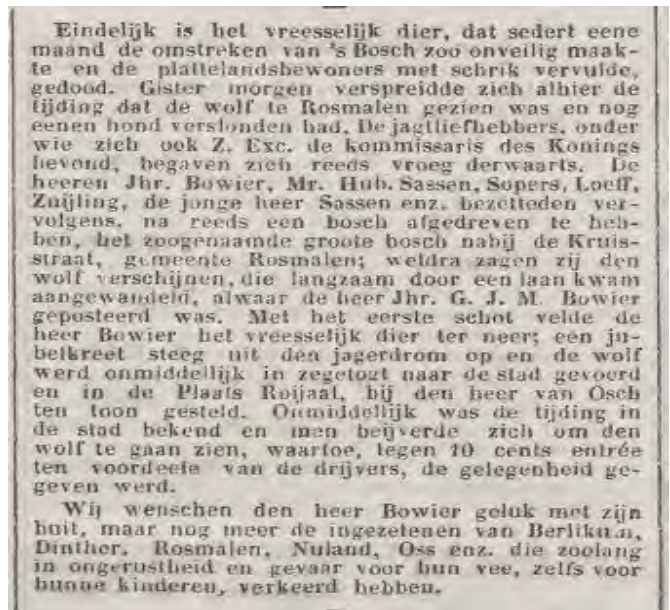 Eindelijk is het vreesselijk dier, dat sedert eene
maand de omstreken van 's Bosch zoo onveilig maak-
te en de plattelandsbewoners met schrik vervulde,
gedood. Gister morgen verspreidde zich alhier de
tijding dat de wolf te Rosmalen gezien was en nog
eenen hond verslonden had. De jagtliefhebbers, onder
wie zich ook Z. Exc. de kommissaris des Konings
bevond, begaven zich reeds vroeg derwaarts. De
heeren Jhr. Bowier, Mr. Hub. Sassen, Sopers, Loeff,
Zuijling, de jonge heer Sassen enz. bezetteden ver-
volgens, na reeds een bosch afgedreven te heb-
ben, het zoogenaamde groote bosch nabij de Kruis-
straat, gemeente Rosmalen; weldra zagen zij den
wolf verschijnen, die langzaam door een laan kwam
aangewandeld, alwaar de heer Jhr. G. J. M. Bowier
geposteerd was. Met het eerste schot velde de
heer Bowier het vreesselijk dier ter neer; een ju-
belkreet steeg uit den jagerdrom op en de wolf
werd onmiddelijk in zegetogt naar de stad gevoerd
en in de Plaats Roijaal, bij den heer van Osch
ten toon gesteld. Onmiddellijk was de tijding in
de stad bekend en men beijverde zich om den
wolf te gaan zien, waartoe, tegen 10 cents entrée
ten voordeele van de drijvers, de gelegenheid ge-
geven werd.
Wij wenschen den heer Bowier geluk met zijn
buit, maar nog meer de ingezetenen van Berlikum,
Dinther, Rosmalen, Nuland, Oss enz. die zoolang
in ongerustheid en gevaar voor hun vee, zelfs voor
hunne kinderen, verkeerd hebben.